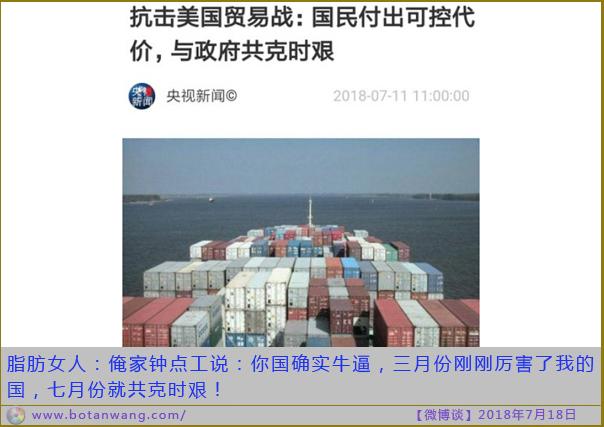 抗击美国贸易战：国民付出可控代
价，与政府共克时艰
央视
新闻
央视新闻©
2018-07-11 11:00:00
脂肪女人：俺家钟点工说：你国确实牛逼，三月份刚刚厉害了我的
国，七月份就共克时艰！
www.botanwang.com/
【微博谈】2018年7月18日